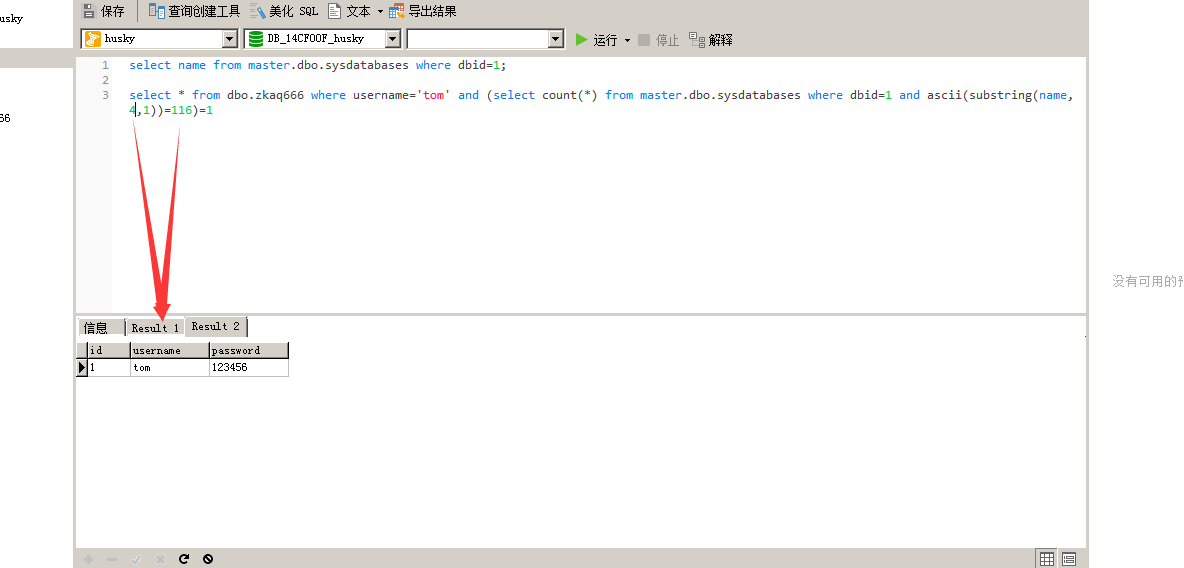 usky
保存 查询创建工具 美化 SQL 文本 导出结果
husky DB_14CF00F_husky 运行 停止 解释
1 select name from master.dbo.sysdatabases where dbid=1;
2
3 select * from dbo.zkaq666 where username='tom' and (select count(*) from master.dbo.sysdatabases where dbid=1 and ascii(substring(name,
4,1))=116)=1
66
没有可用的
信息 Result 1 Result 2
id username password
1 tom 123456